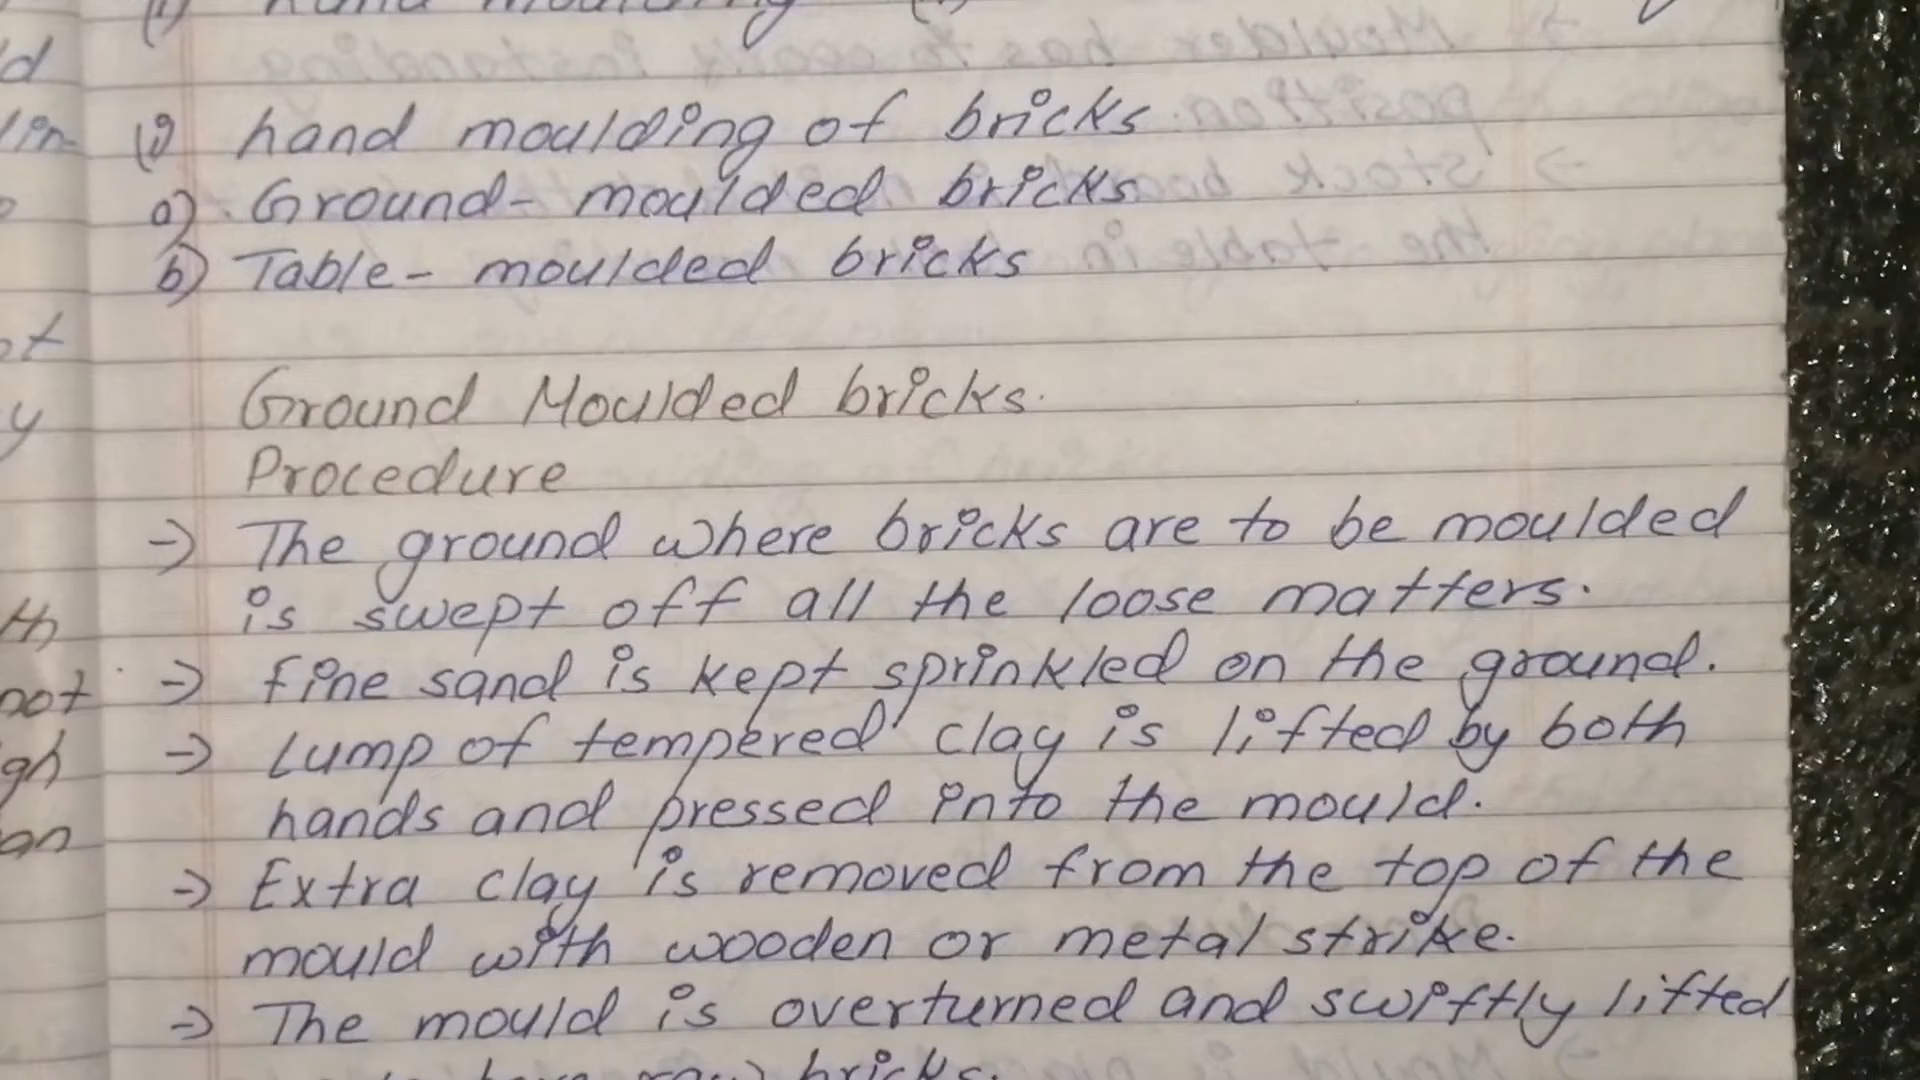 (i) hand moulding of bricks.
a) Ground-moulded bricks
b) Table-moulded bricks
Ground Moulded bricks.
Procedure
→ The ground where bricks are to be moulded
is swept off all the loose matters.
→ fine sand is kept sprinkled on the ground.
→ Lump of tempered clay is lifted by both
hands and pressed into the mould.
→ Extra clay is removed from the top of the
mould with wooden or metal strike.
→ The mould is overturned and swiftly lifted
bricks.